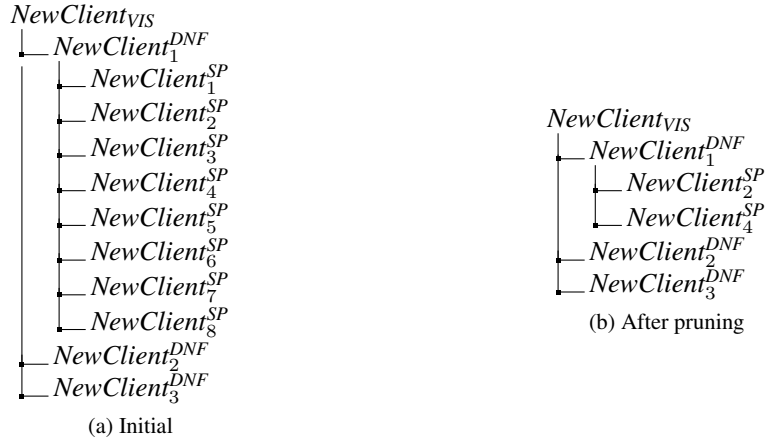 NewClient_VIS
NewClient_1^DNF
NewClient_1^SP
NewClient_2^SP
NewClient_3^SP
NewClient_4^SP
NewClient_5^SP
NewClient_6^SP
NewClient_7^SP
NewClient_8^SP
NewClient_2^DNF
NewClient_3^DNF
(a) Initial
NewClient_VIS
NewClient_1^DNF
NewClient_2^SP
NewClient_4^SP
NewClient_2^DNF
NewClient_3^DNF
(b) After pruning